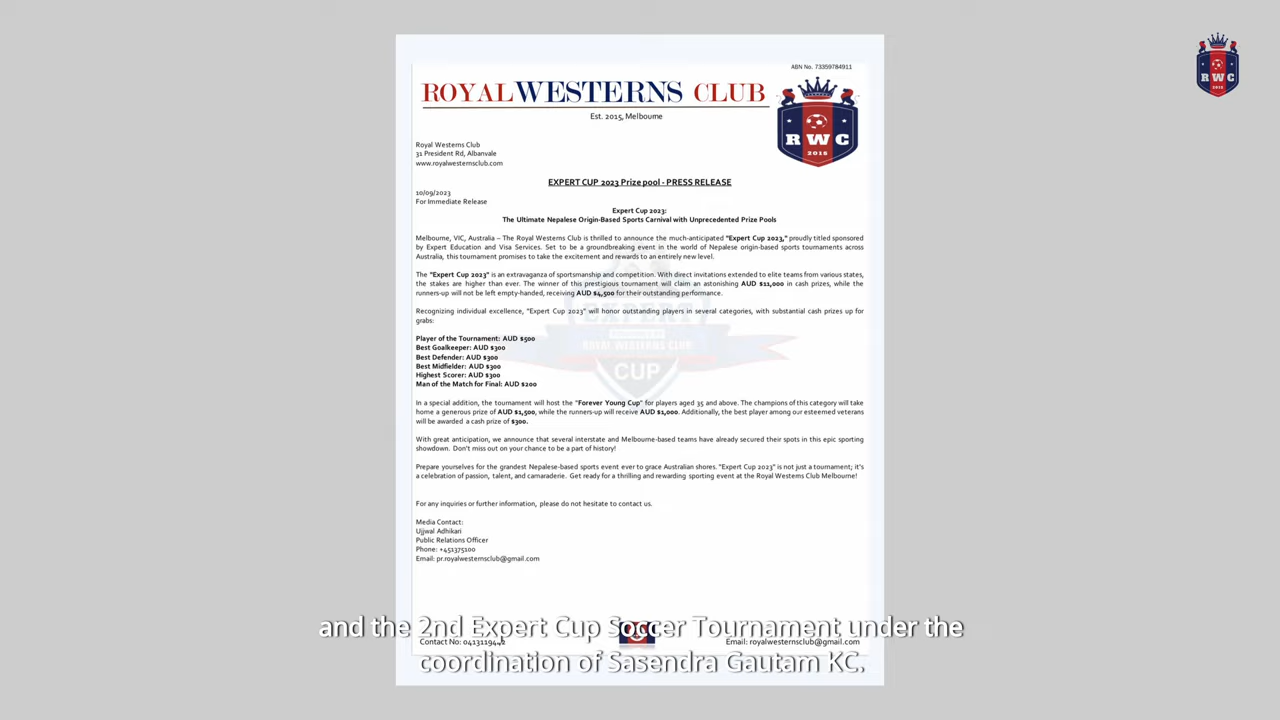 ABN No. 73359784911
ROYALWESTERNS CLUB
Est. 2015, Melbourne
RWC
2015
RWC
2015
Royal Westerns Club
31 President Rd, Albanvale
www.royalwesternsclub.com
EXPERT CUP 2023 Prize pool - PRESS RELEASE
10/09/2023
For Immediate Release
Expert Cup 2023:
The Ultimate Nepalese Origin-Based Sports Carnival with Unprecedented Prize Pools
Melbourne, VIC, Australia – The Royal Westerns Club is thrilled to announce the much-anticipated "Expert Cup 2023," proudly titled sponsored
by Expert Education and Visa Services. Set to be a groundbreaking event in the world of Nepalese origin-based sports tournaments across
Australia, this tournament promises to take the excitement and rewards to an entirely new level.
The "Expert Cup 2023" is an extravaganza of sportsmanship and competition. With direct invitations extended to elite teams from various states,
the stakes are higher than ever. The winner of this prestigious tournament will claim an astonishing AUD $11,000 in cash prizes, while the
runners-up will not be left empty-handed, receiving AUD $4,500 for their outstanding performance.
Recognizing individual excellence, "Expert Cup 2023" will honor outstanding players in several categories, with substantial cash prizes up for
grabs:
Player of the Tournament: AUD $500
Best Goalkeeper: AUD $300
Best Defender: AUD $300
Best Midfielder: AUD $300
Highest Scorer: AUD $300
Man of the Match for Final: AUD $200
EXPERT
ROYAL WESTERNS CLUB
CUP
In a special addition, the tournament will host the "Forever Young Cup" for players aged 35 and above. The champions of this category will take
home a generous prize of AUD $1,500, while the runners-up will receive AUD $1,000. Additionally, the best player among our esteemed veterans
will be awarded a cash prize of $300.
With great anticipation, we announce that several interstate and Melbourne-based teams have already secured their spots in this epic sporting
showdown. Don't miss out on your chance to be a part of history!
Prepare yourselves for the grandest Nepalese-based sports event ever to grace Australian shores. "Expert Cup 2023" is not just a tournament; it's
a celebration of passion, talent, and camaraderie. Get ready for a thrilling and rewarding sporting event at the Royal Westerns Club Melbourne!
For any inquiries or further information, please do not hesitate to contact us.
Media Contact:
Ujjwal Adhikari
Public Relations Officer
Phone: +451375100
Email: pr.royalwesternsclub@gmail.com
and the 2nd Expert Cup Soccer Tournament under the
Contact No: 0413119442
Email: royalwesternsclub@gmail.com
coordination of Sasendra Gautam KC.